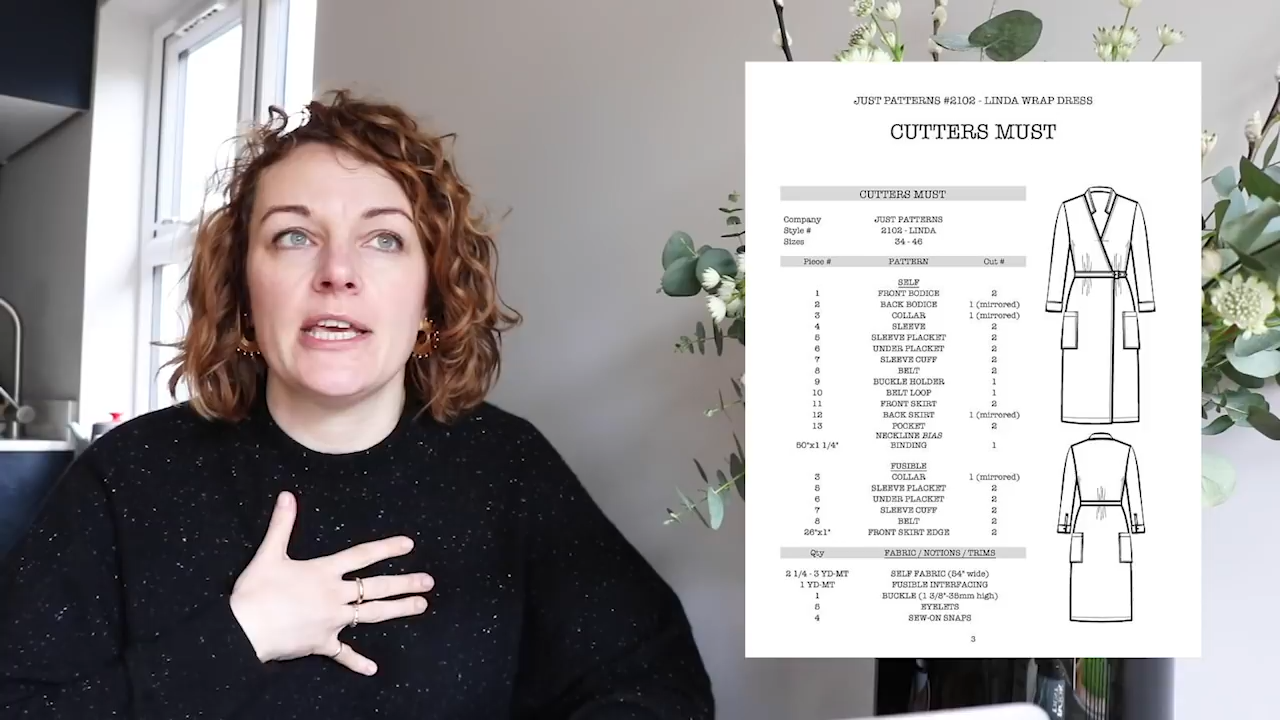 JUST PATTERNS #2102 - LINDA WRAP DRESS
CUTTERS MUST
CUTTERS MUST
Company JUST PATTERNS
Style # 2102 - LINDA
Sizes 34 - 46
Piece # PATTERN Cut #
SELF
1 FRONT BODICE 2
2 BACK BODICE 1 (mirrored)
3 COLLAR 1 (mirrored)
4 SLEEVE 2
5 SLEEVE PLACKET 2
6 UNDER PLACKET 2
7 SLEEVE CUFF 2
8 BELT 2
9 BUCKLE HOLDER 1
10 BELT LOOP 1
11 FRONT SKIRT 2
12 BACK SKIRT 1 (mirrored)
13 POCKET 2
NECKLINE BIAS
50"x1 1/4" BINDING 1
FUSIBLE
3 COLLAR 1 (mirrored)
5 SLEEVE PLACKET 2
6 UNDER PLACKET 2
7 SLEEVE CUFF 2
8 BELT 2
26"x1" FRONT SKIRT EDGE 2
Qty FABRIC / NOTIONS / TRIMS
2 1/4 - 3 YD-MT SELF FABRIC (54" wide)
1 YD-MT FUSIBLE INTERFACING
1 BUCKLE (1 3/8"-35mm high)
5 EYELETS
4 SEW-ON SNAPS
3